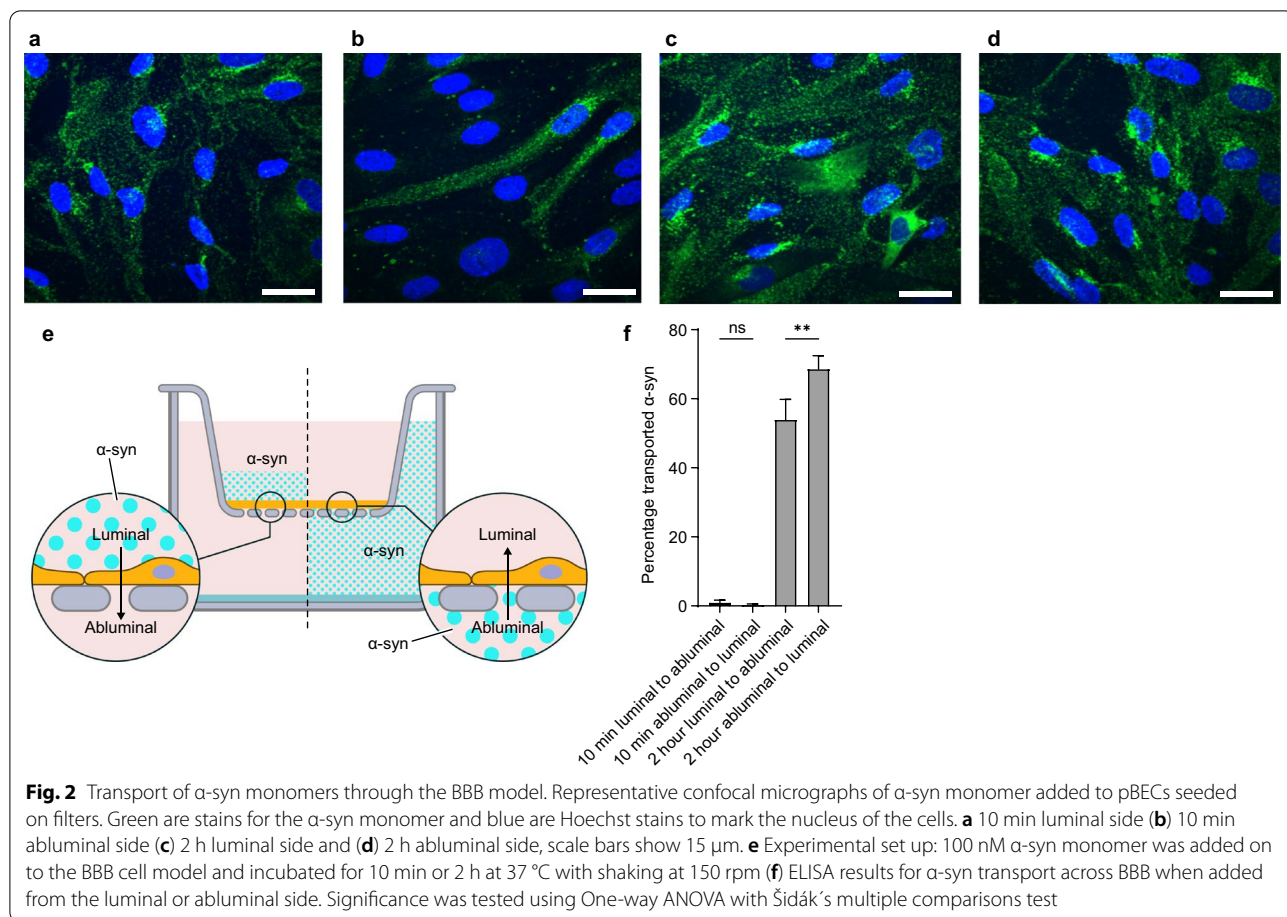 a
b
c
d
e
f
α-syn
α-syn
Luminal
Abluminal
α-syn
Luminal
Abluminal
α-syn
Percentage transported α-syn
80
60
40
20
0
ns
**
10 min luminal to abluminal
10 min abluminal to luminal
2 hour luminal to abluminal
2 hour abluminal to luminal
Fig. 2 Transport of α-syn monomers through the BBB model. Representative confocal micrographs of α-syn monomer added to pBECs seeded
on filters. Green are stains for the α-syn monomer and blue are Hoechst stains to mark the nucleus of the cells. a 10 min luminal side (b) 10 min
abluminal side (c) 2 h luminal side and (d) 2 h abluminal side, scale bars show 15 μm. e Experimental set up: 100 nM α-syn monomer was added on
to the BBB cell model and incubated for 10 min or 2 h at 37 °C with shaking at 150 rpm (f) ELISA results for α-syn transport across BBB when added
from the luminal or abluminal side. Significance was tested using One-way ANOVA with Šidák´s multiple comparisons test